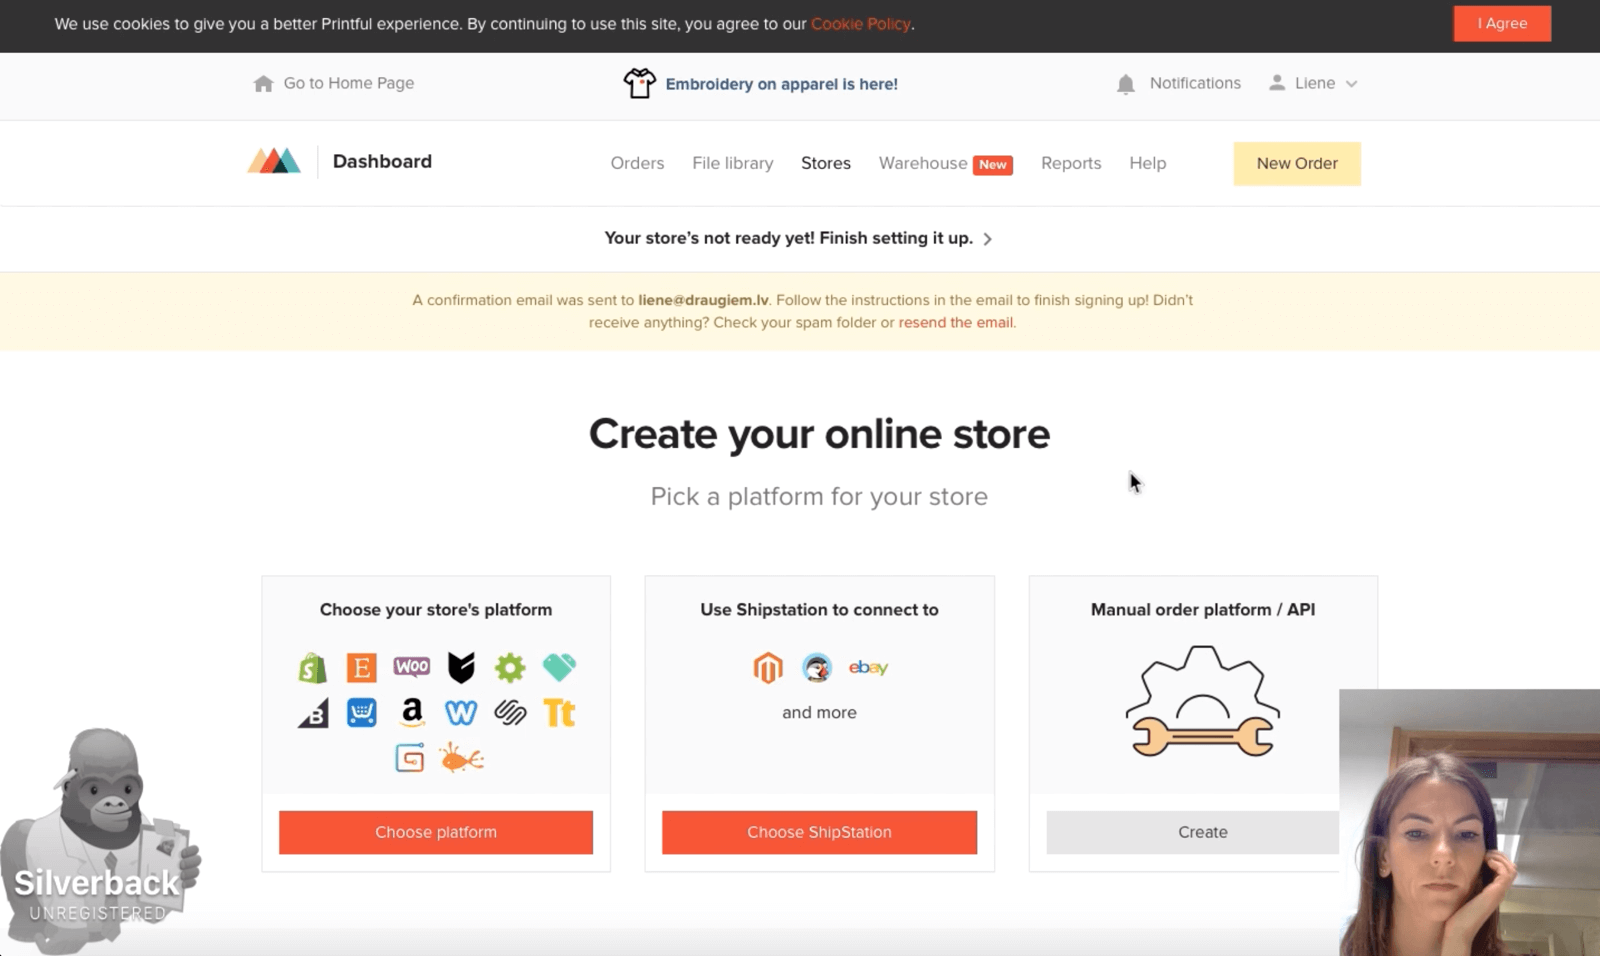 We use cookies to give you a better Printful experience. By continuing to use this site, you agree to our Cookie Policy.
I Agree
Go to Home Page
Embroidery on apparel is here!
Notifications
Liene
Dashboard
Orders
File library
Stores
Warehouse New
Reports
Help
New Order
Your store's not ready yet! Finish setting it up.
A confirmation email was sent to liene@draugiem.lv. Follow the instructions in the email to finish signing up! Didn't
receive anything? Check your spam folder or resend the email.
Create your online store
Pick a platform for your store
Choose your store's platform
E
WOO
B
a
W
Tt
Choose platform
Use Shipstation to connect to
ebay
and more
Choose ShipStation
Manual order platform / API
Create
Silverback
UNREGISTERED